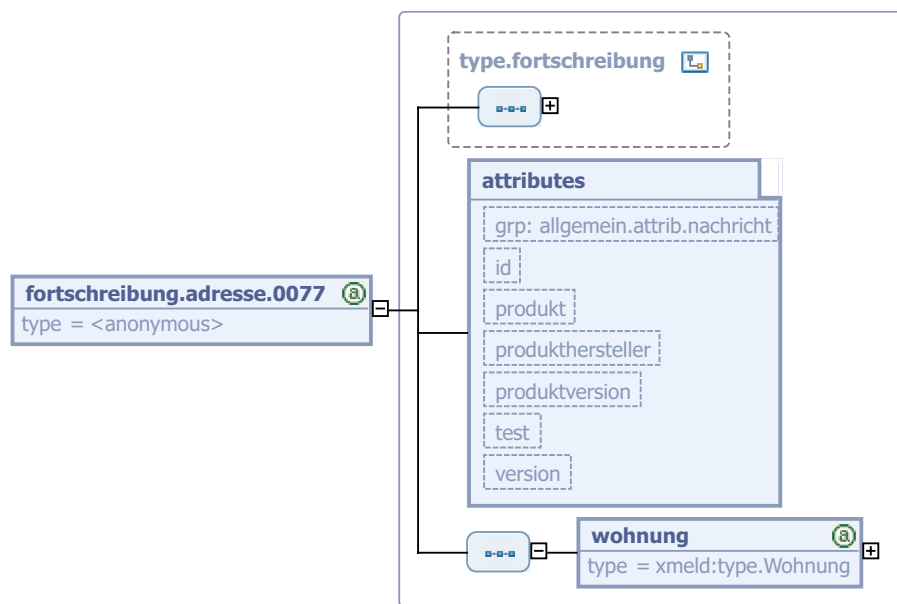 type.fortschreibung
attributes
grp: allgemein.attrib.nachricht
id
produkt
produkthersteller
produktversion
test
version
fortschreibung.adresse.0077
type = <anonymous>
wohnung
type = xmeld:type.Wohnung